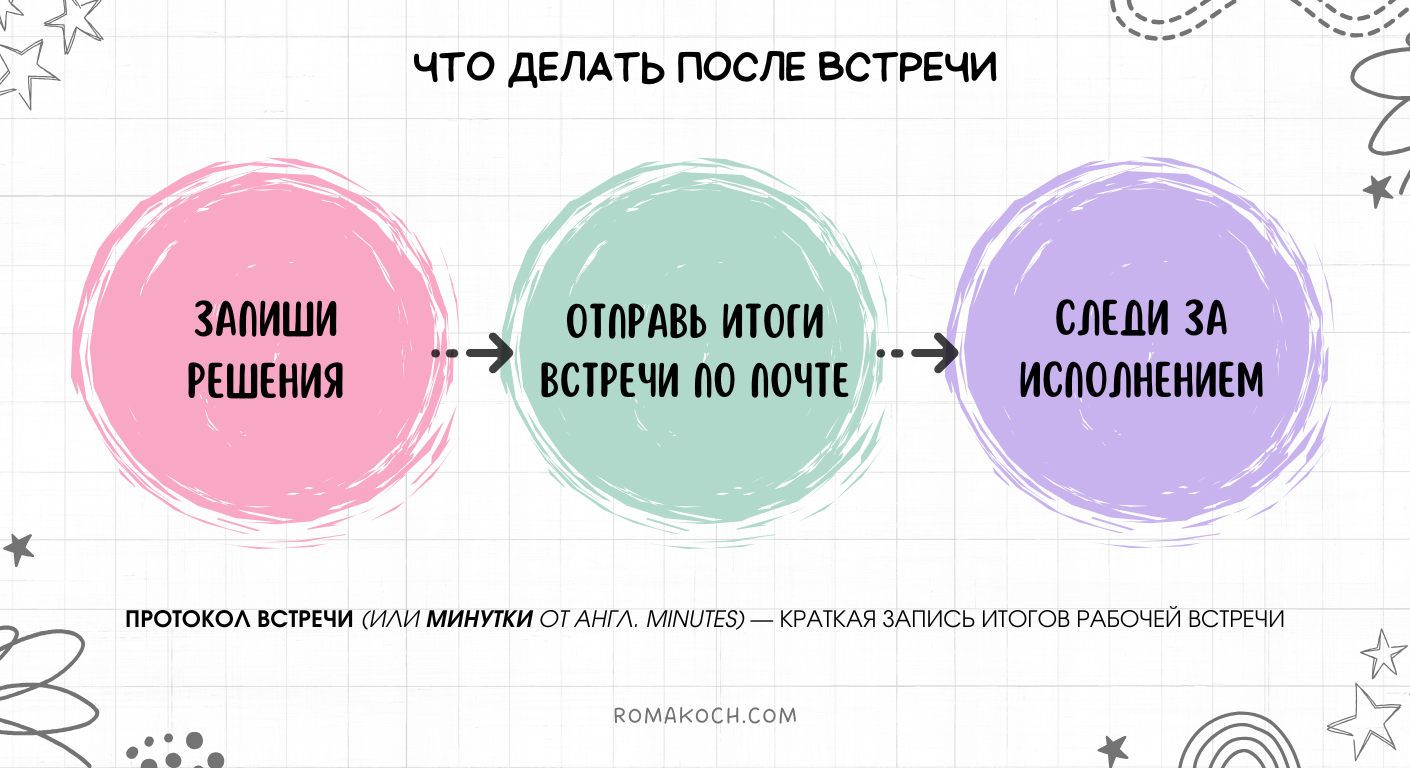 ЧТО ДЕЛАТЬ ПОСЛЕ ВСТРЕЧИ
ЗАПИШИ
РЕШЕНИЯ
ОТПРАВЬ ИТОГИ
ВСТРЕЧИ ПО ПОЧТЕ
СЛЕДИ ЗА
ИСПОЛНЕНИЕМ
ПРОТОКОЛ ВСТРЕЧИ (ИЛИ МИНУТКИ ОТ АНГЛ. MINUTES) — КРАТКАЯ ЗАПИСЬ ИТОГОВ РАБОЧЕЙ ВСТРЕЧИ
ROMAKOCH.COM